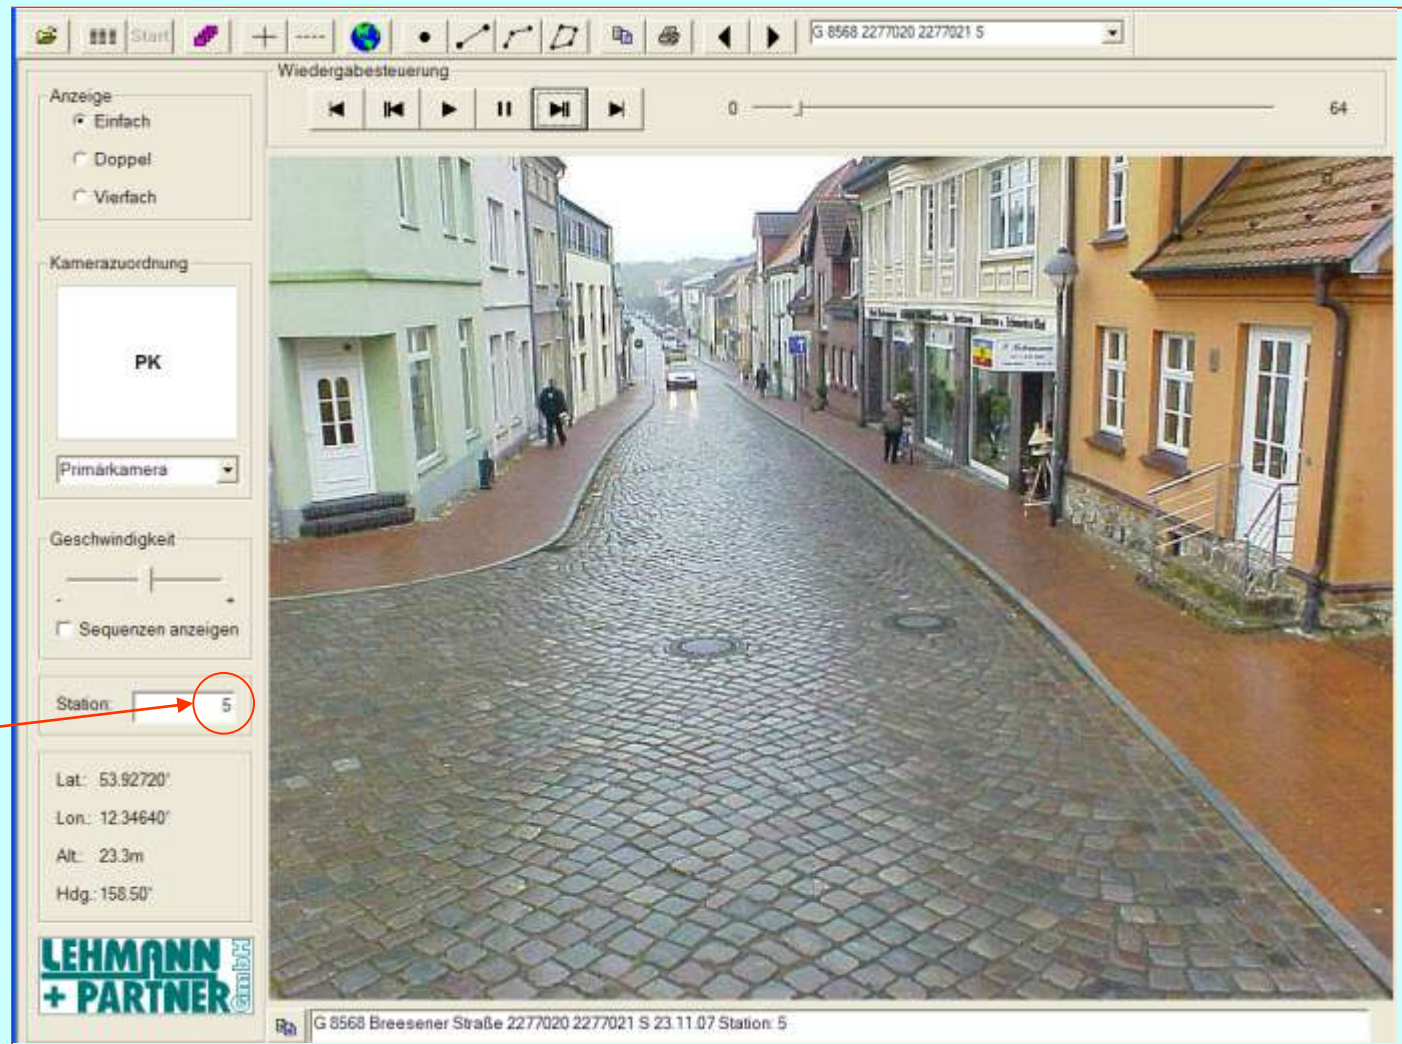 Start
G 8568 2277020 2277021 S
Wiedergabesteuerung
0
64
Anzeige
Einfach
Doppel
Vierfach
Kamerazuordnung
PK
Primärkamera
Geschwindigkeit
- +
Sequenzen anzeigen
Station: 5
Lat.: 53.92720°
Lon.: 12.34640°
Alt.: 23.3m
Hdg.: 158.50°
LEHMANN
+ PARTNER GmbH
G 8568 Breesener Straße 2277020 2277021 S 23.11.07 Station: 5